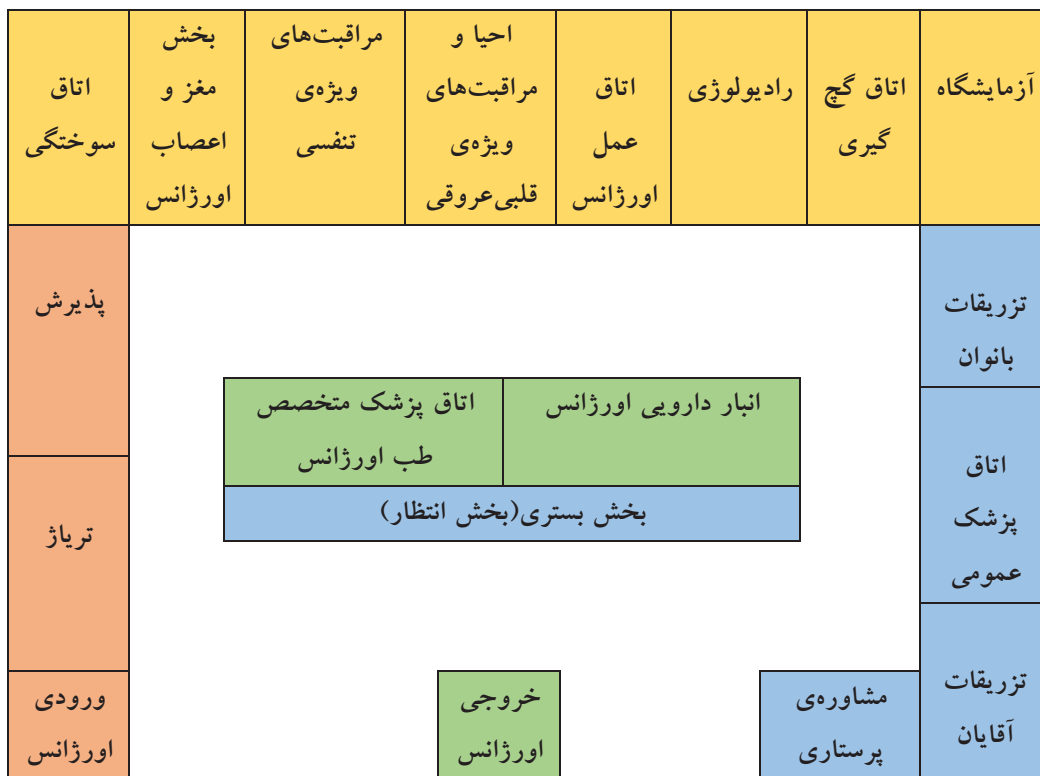 آزمایشگاه
اتاق گچ
گیری
رادیولوژی
اتاق
عمل
اورژانس
احیا و
مراقبت‌های
ویژه‌ی
قلبی‌عروقی
مراقبت‌های
ویژه‌ی
تنفسی
بخش
مغز و
اعصاب
اورژانس
اتاق
سوختگی
تزریقات
بانوان
پذیرش
انبار دارویی اورژانس
اتاق پزشک متخصص
طب اورژانس
بخش بستری(بخش انتظار)
اتاق
پزشک
عمومی
تریاژ
تزریقات
آقایان
مشاوره‌ی
پرستاری
خروجی
اورژانس
ورودی
اورژانس